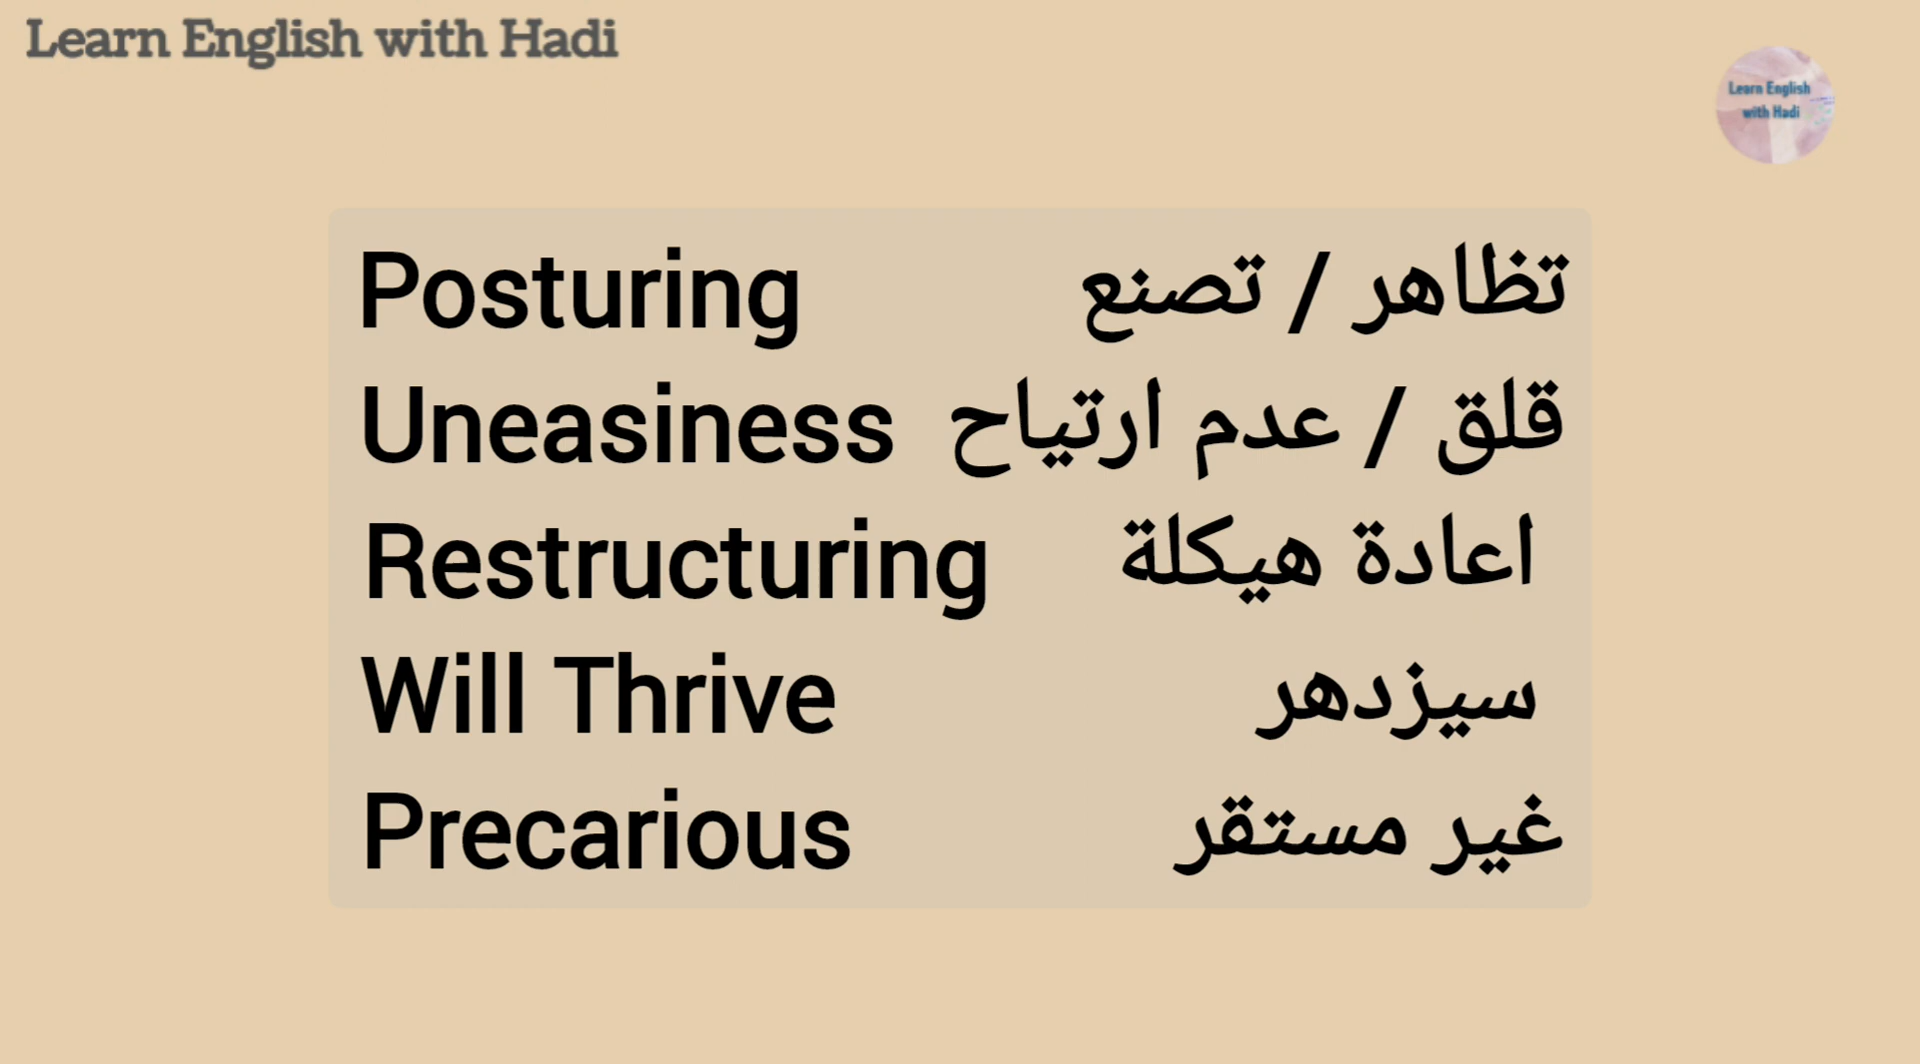 Learn English with Hadi
Learn English
with Hadi
Posturing تظاهر / تصنع
Uneasiness قلق / عدم ارتياح
Restructuring اعادة هيكلة
Will Thrive سيزدهر
Precarious غير مستقر